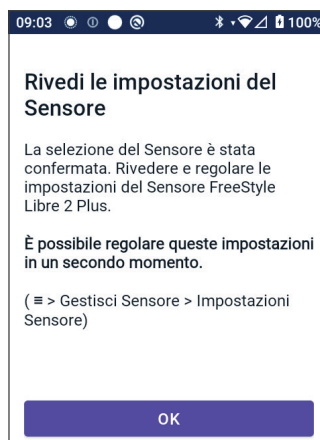 09:03 100%
Rivedi le impostazioni del
Sensore
La selezione del Sensore è stata
confermata. Rivedere e regolare le
impostazioni del Sensore FreeStyle
Libre 2 Plus.
È possibile regolare queste impostazioni
in un secondo momento.
( ≡ > Gestisci Sensore > Impostazioni
Sensore)
OK